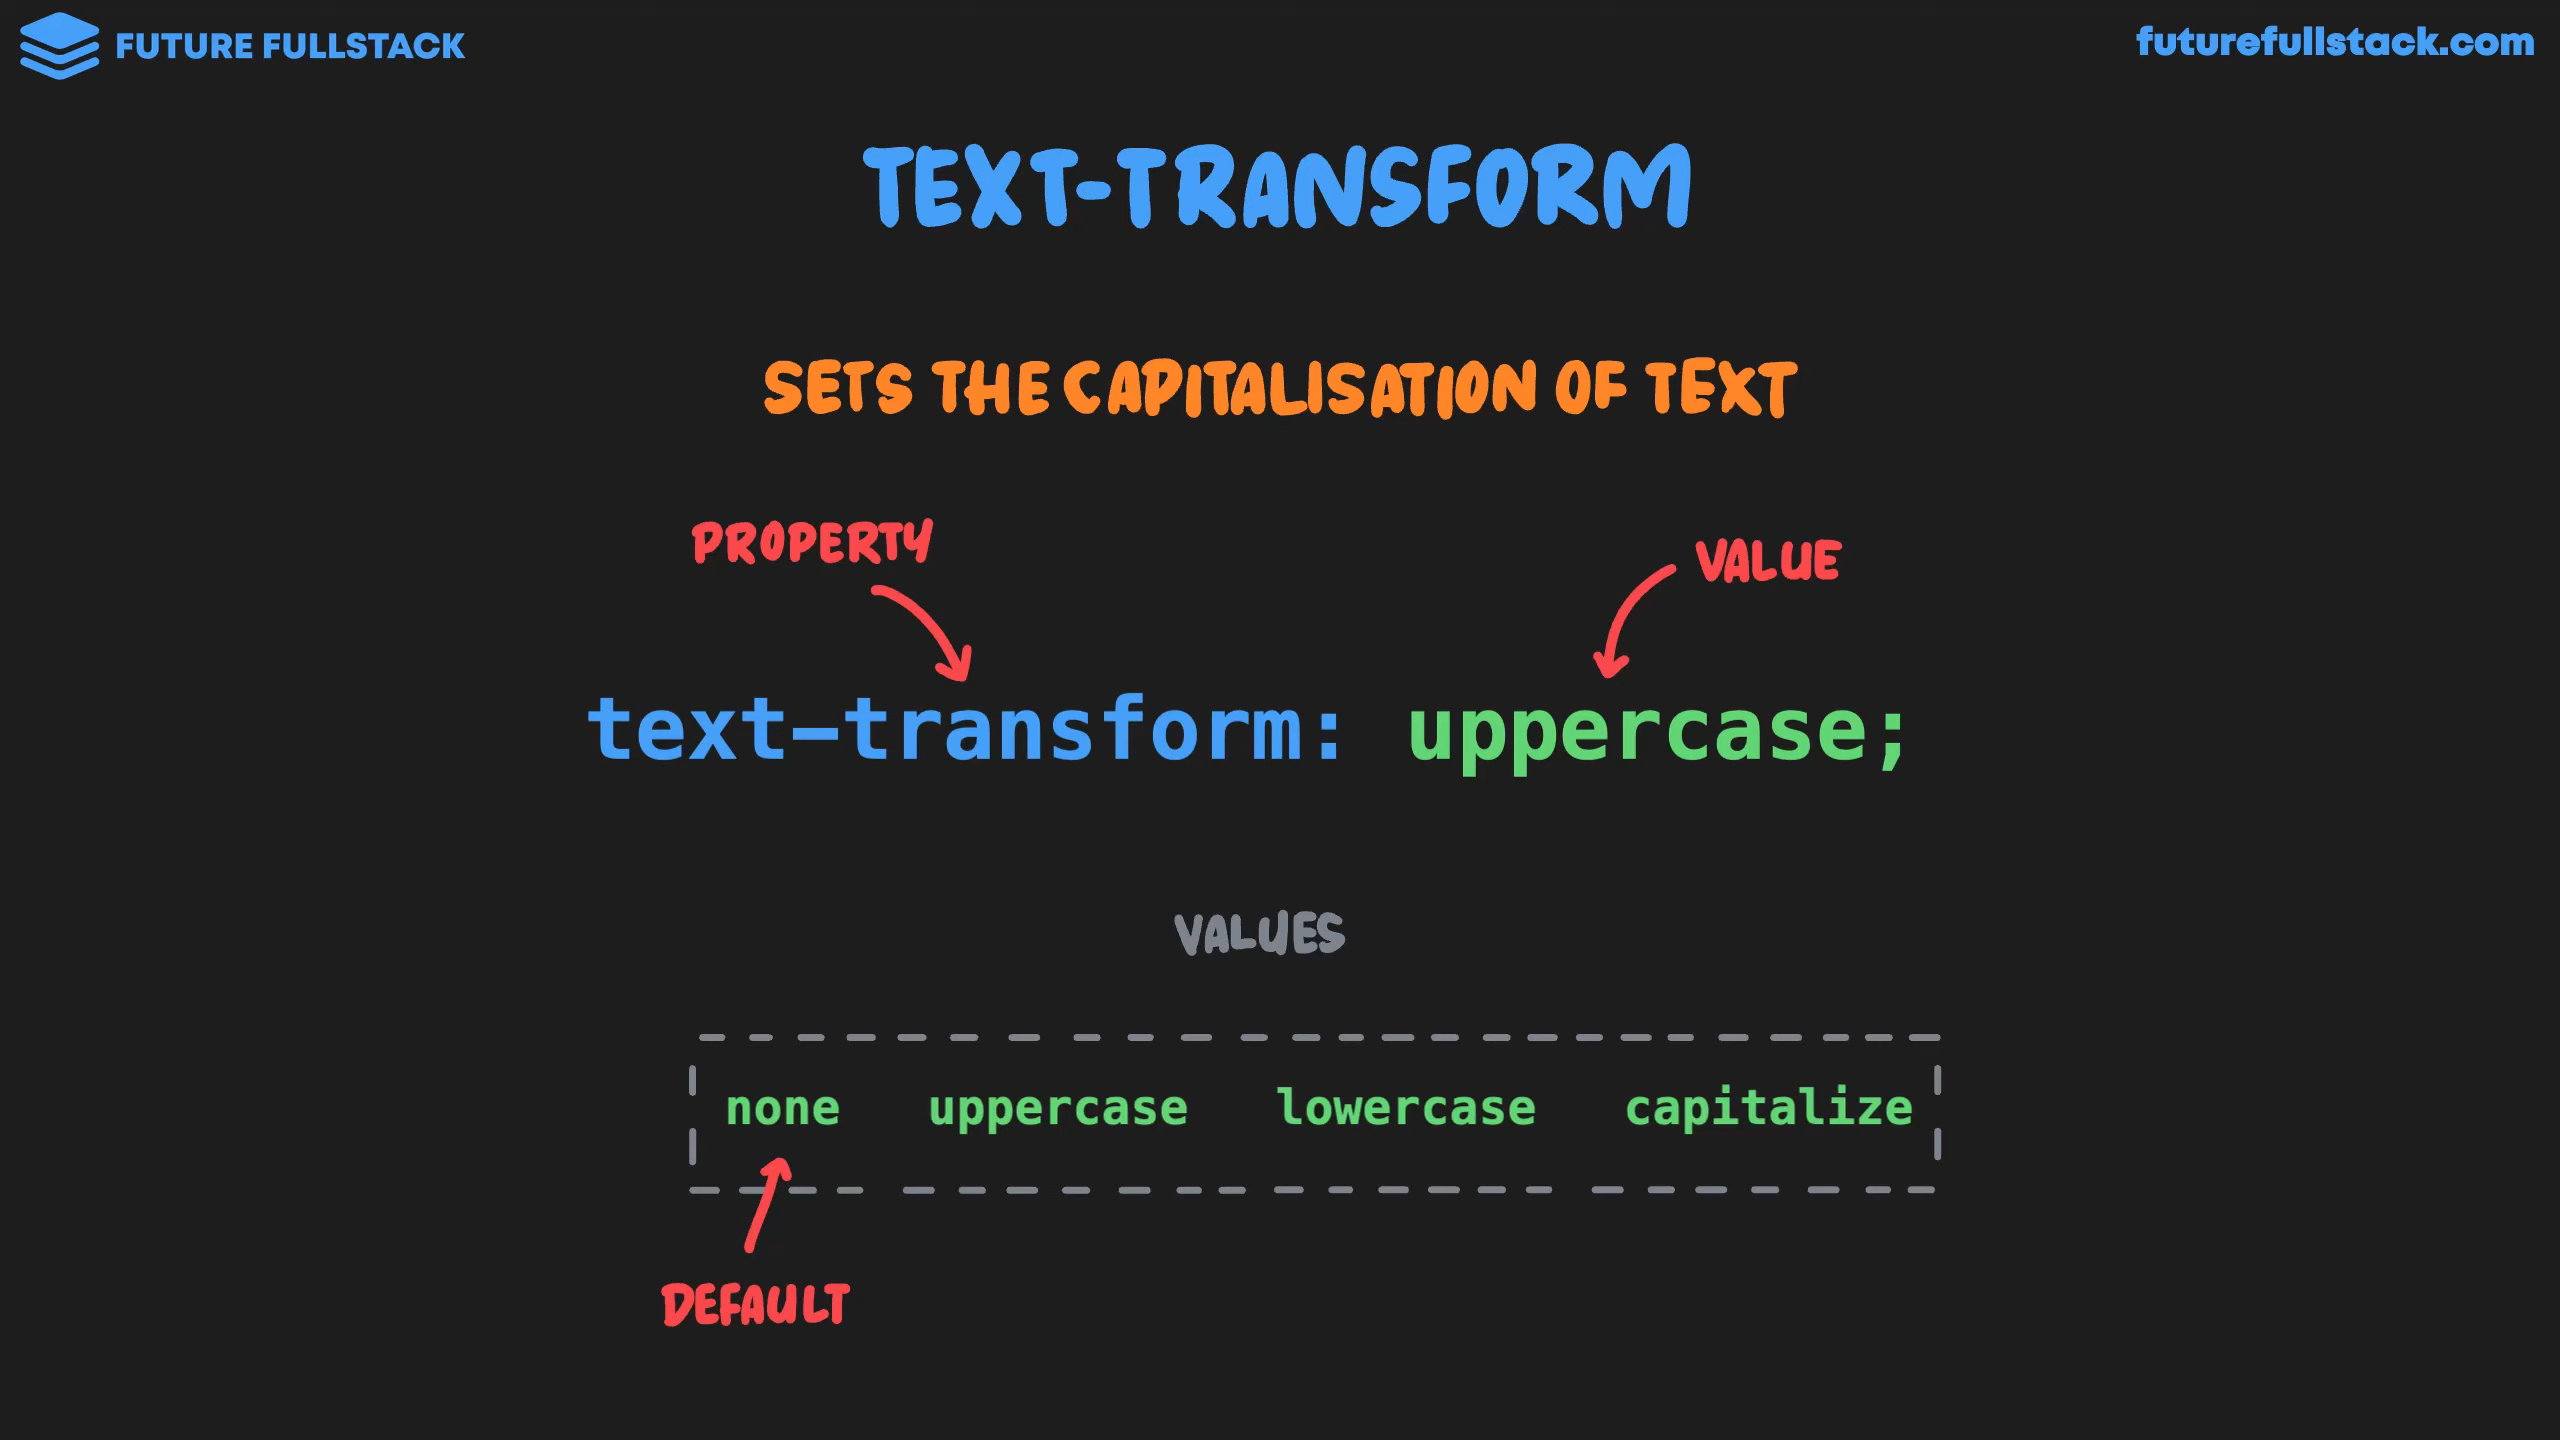 FUTURE FULLSTACK
futurefullstack.com
TEXT-TRANSFORM
SETS THE CAPITALISATION OF TEXT
PROPERTY
VALUE
text-transform: uppercase;
VALUES
none uppercase lowercase capitalize
DEFAULT